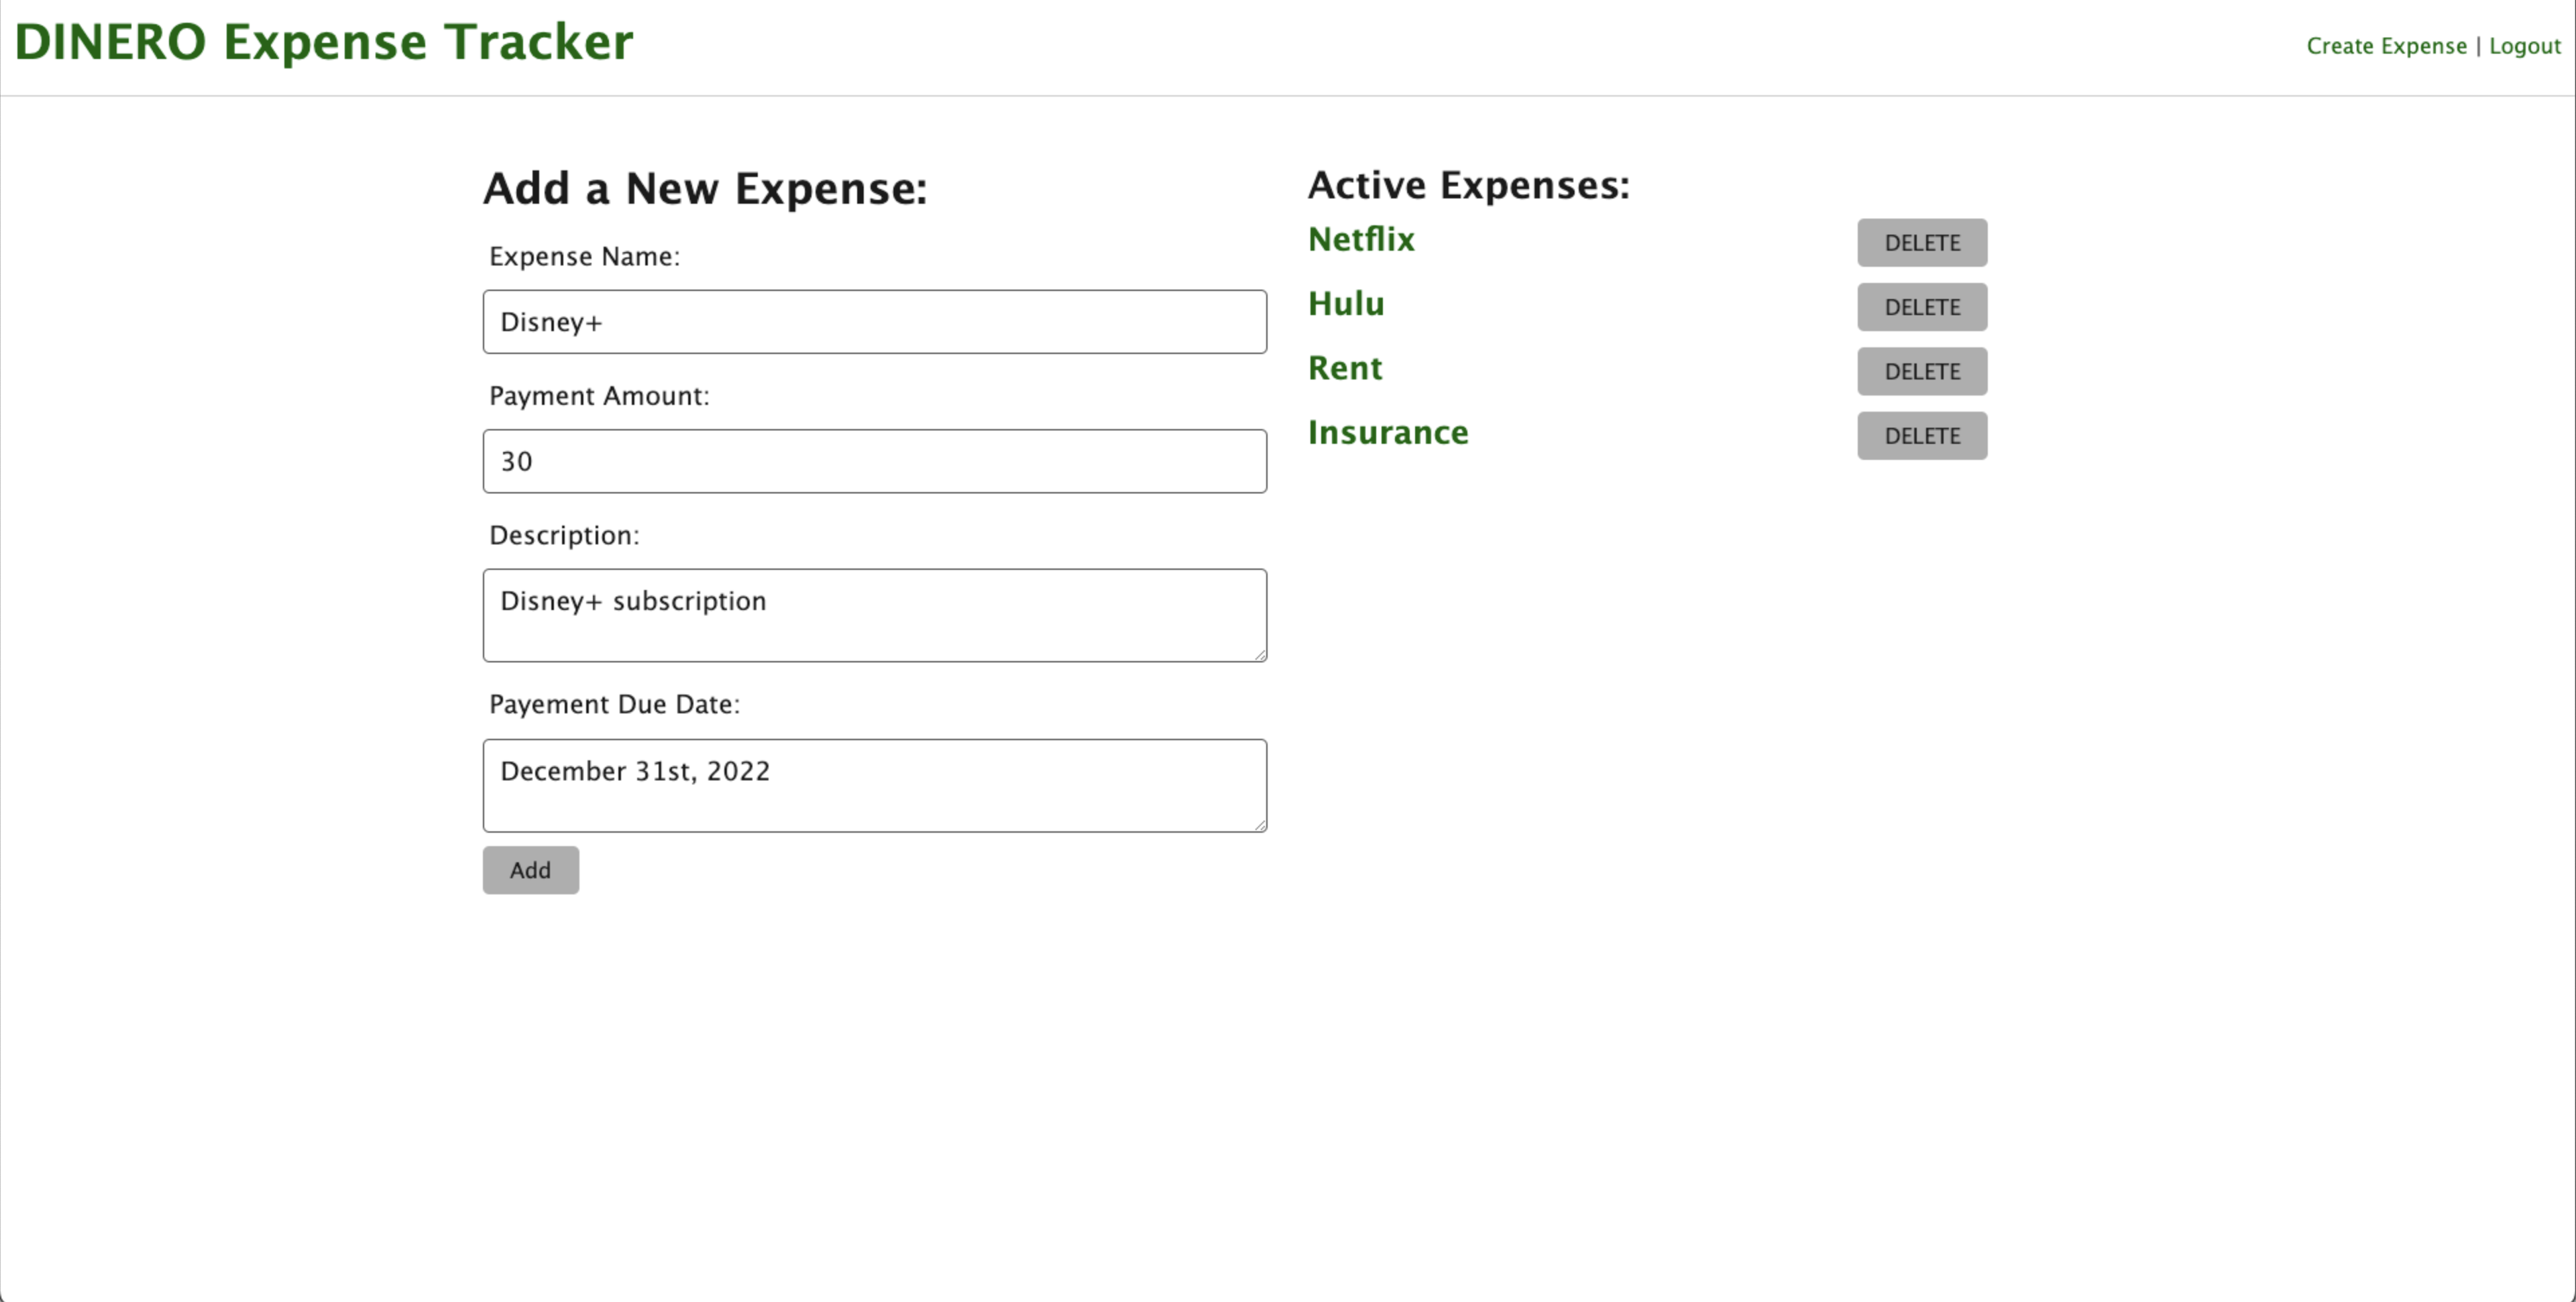 DINERO Expense Tracker
Create Expense | Logout
Add a New Expense:
Expense Name:
Disney+
Payment Amount:
30
Description:
Disney+ subscription
Payement Due Date:
December 31st, 2022
Add
Active Expenses:
Netflix
DELETE
Hulu
DELETE
Rent
DELETE
Insurance
DELETE